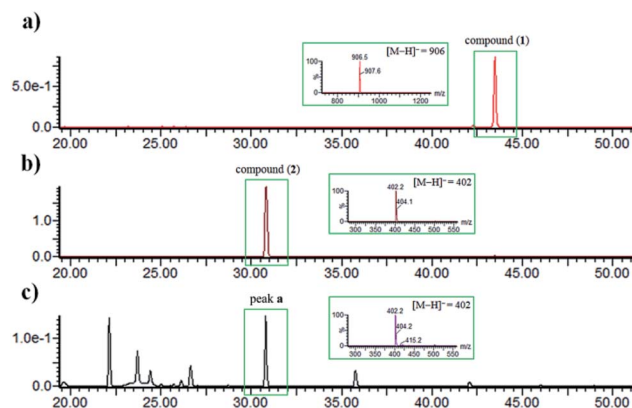 a)
compound (1)
[M−H]⁻ = 906
906.5
907.6
100
%
0
800 1000 1200 m/z
5.0e-1
0.0
20.00 25.00 30.00 35.00 40.00 45.00 50.00
b)
compound (2)
[M−H]⁻ = 402
402.2
404.1
100
%
0
300 350 400 450 500 550 m/z
1.0
0.0
20.00 25.00 30.00 35.00 40.00 45.00 50.00
c)
peak a
[M−H]⁻ = 402
402.2
404.2
415.2
100
%
0
300 350 400 450 500 550 m/z
1.0e-1
0.0
20.00 25.00 30.00 35.00 40.00 45.00 50.00